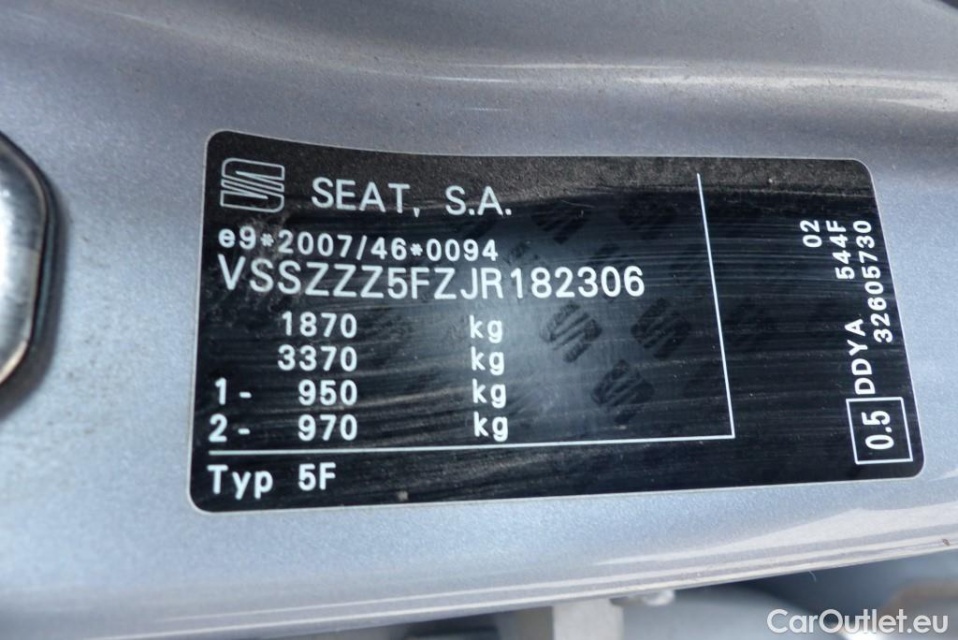 SEAT, S.A.
e9*2007/46*0094
VSSZZZ5FZJR182306
1870 kg
3370 kg
1- 950 kg
2- 970 kg
Typ 5F
0.5 DDYA 544F 02
32605730
CarOutlet.eu